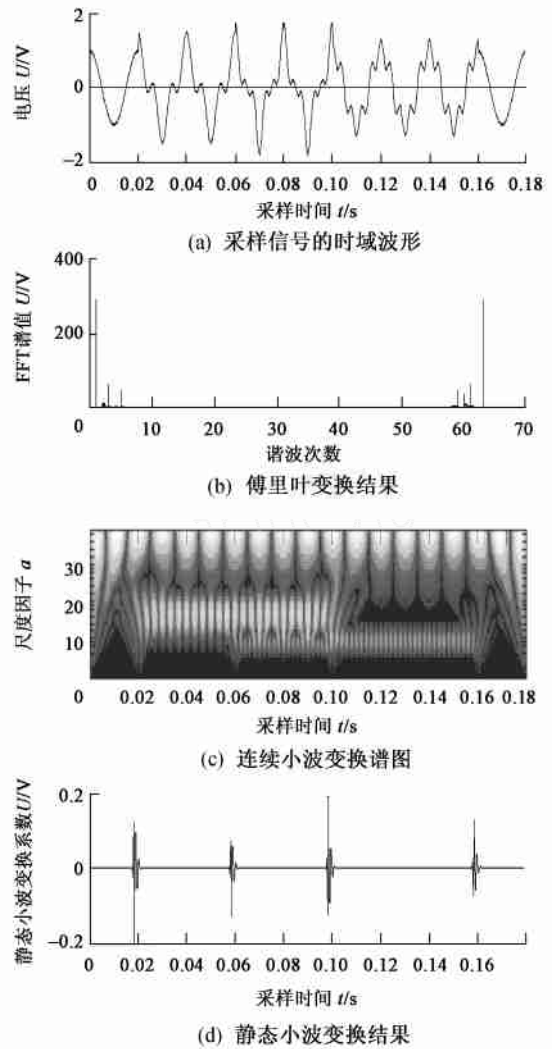 电压 U/V
2
0
−2
0 0.02 0.04 0.06 0.08 0.10 0.12 0.14 0.16 0.18
采样时间 t/s
(a) 采样信号的时域波形
FFT谱值 U/V
400
200
0 10 20 30 40 50 60 70
谐波次数
(b) 傅里叶变换结果
尺度因子 a
30
20
10
0 0.02 0.04 0.06 0.08 0.10 0.12 0.14 0.16 0.18
采样时间 t/s
(c) 连续小波变换谱图
静态小波变换系数U/V
0.2
0
−0.2
0 0.02 0.04 0.06 0.08 0.10 0.12 0.14 0.16
采样时间 t/s
(d) 静态小波变换结果